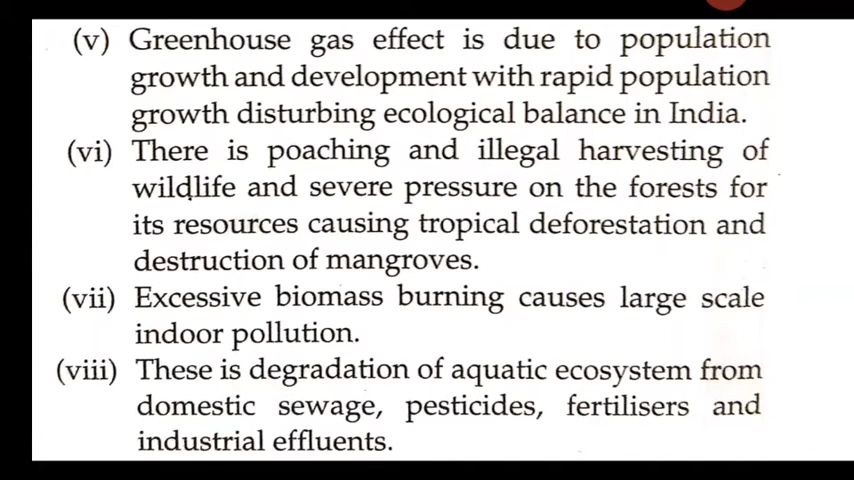 (v) Greenhouse gas effect is due to population
growth and development with rapid population
growth disturbing ecological balance in India.
(vi) There is poaching and illegal harvesting of
wildlife and severe pressure on the forests for
its resources causing tropical deforestation and
destruction of mangroves.
(vii) Excessive biomass burning causes large scale
indoor pollution.
(viii) These is degradation of aquatic ecosystem from
domestic sewage, pesticides, fertilisers and
industrial effluents.